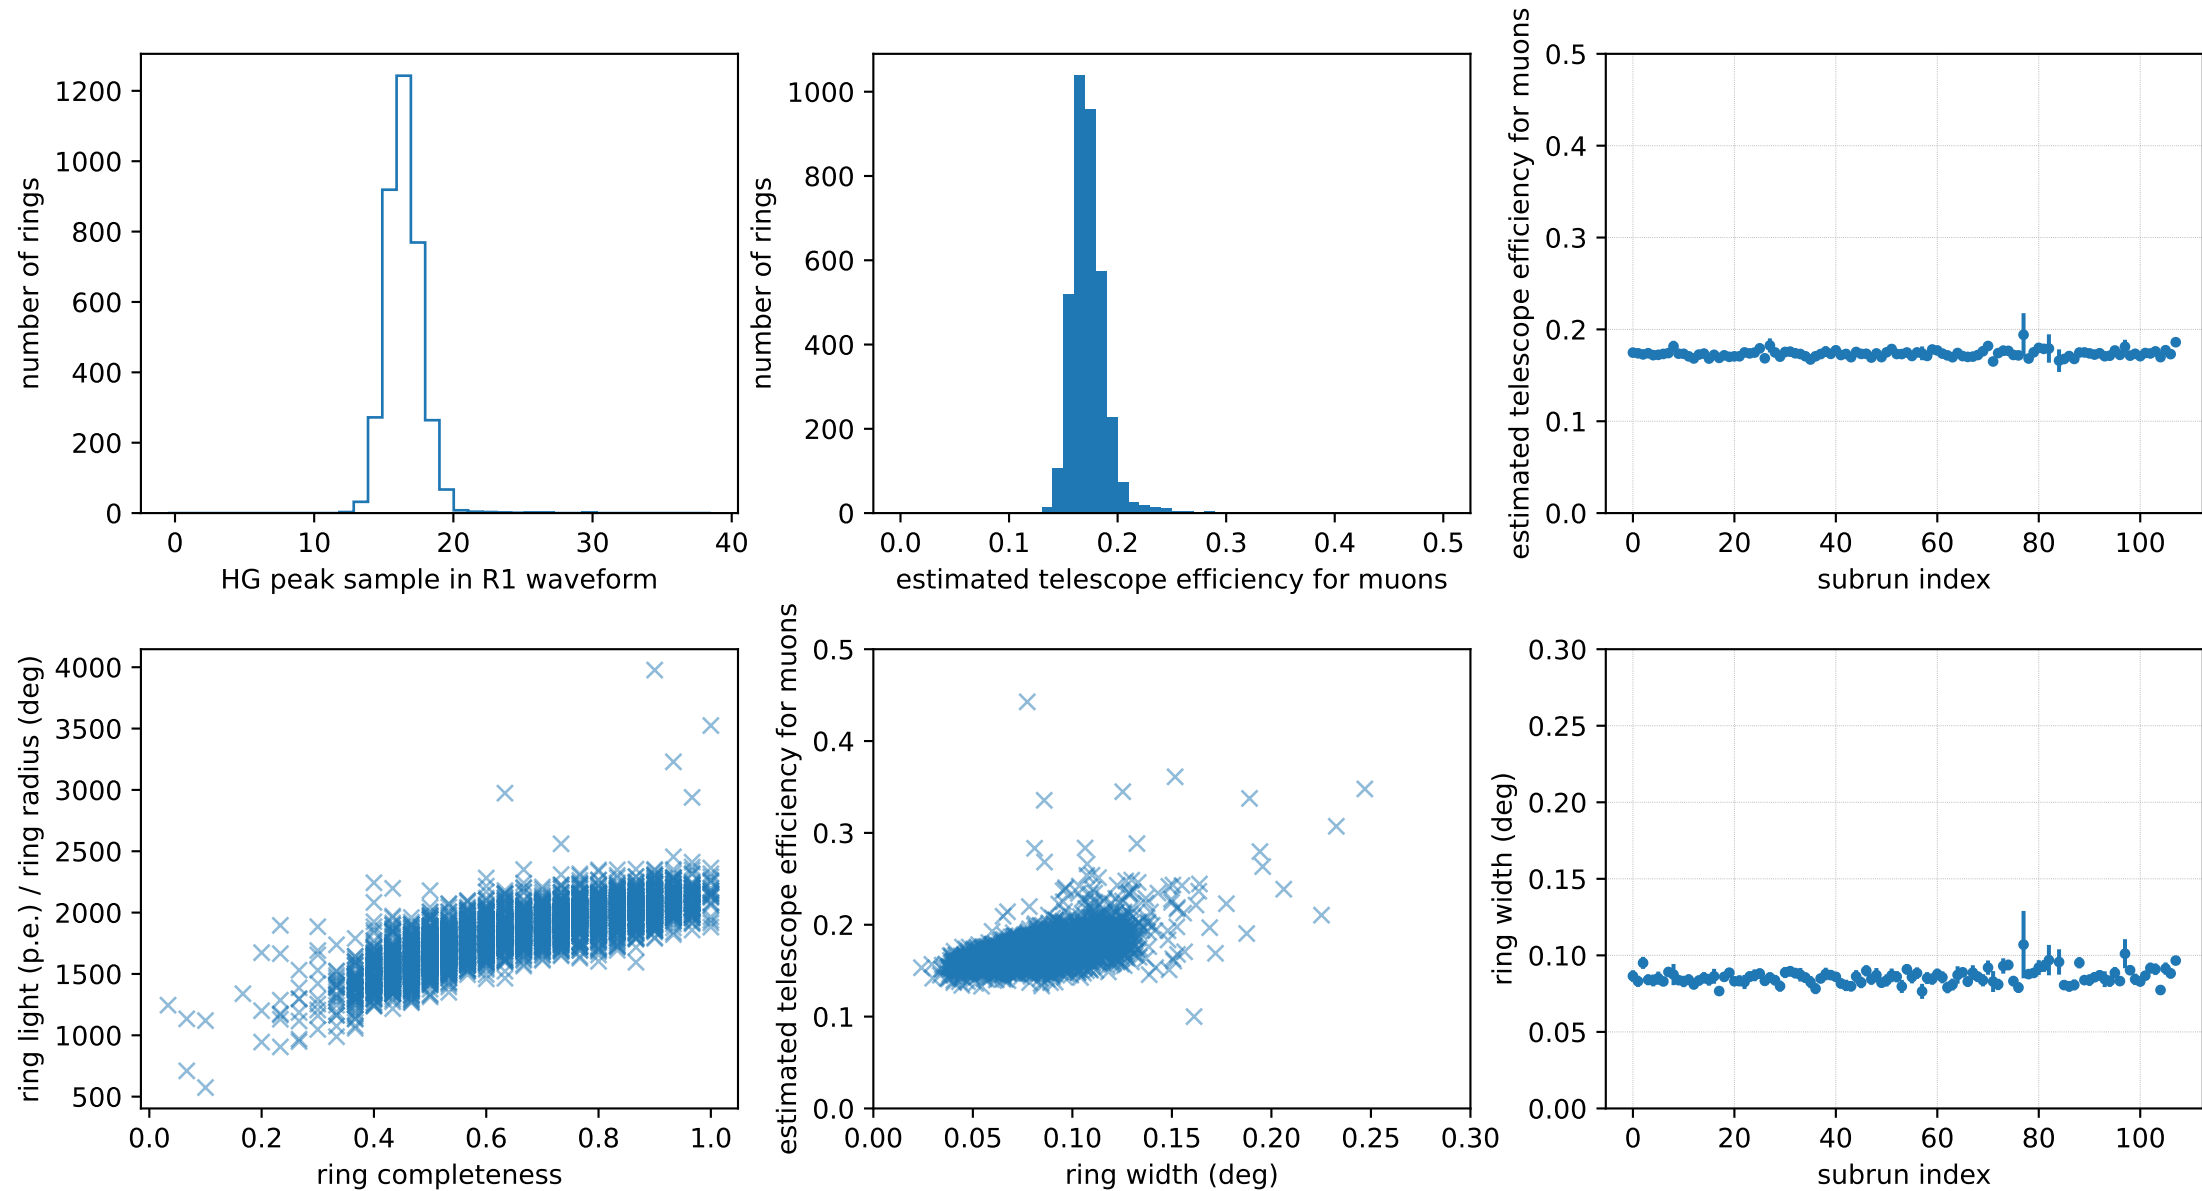 number of rings
1200
1000
800
600
400
200
0
0 10 20 30 40
HG peak sample in R1 waveform
number of rings
1000
800
600
400
200
0
0.0 0.1 0.2 0.3 0.4 0.5
estimated telescope efficiency for muons
estimated telescope efficiency for muons
0.5
0.4
0.3
0.2
0.1
0.0
0 20 40 60 80 100
subrun index
ring light (p.e.) / ring radius (deg)
4000
3500
3000
2500
2000
1500
1000
500
0.0 0.2 0.4 0.6 0.8 1.0
ring completeness
estimated telescope efficiency for muons
0.5
0.4
0.3
0.2
0.1
0.0
0.00 0.05 0.10 0.15 0.20 0.25 0.30
ring width (deg)
ring width (deg)
0.30
0.25
0.20
0.15
0.10
0.05
0.00
0 20 40 60 80 100
subrun index